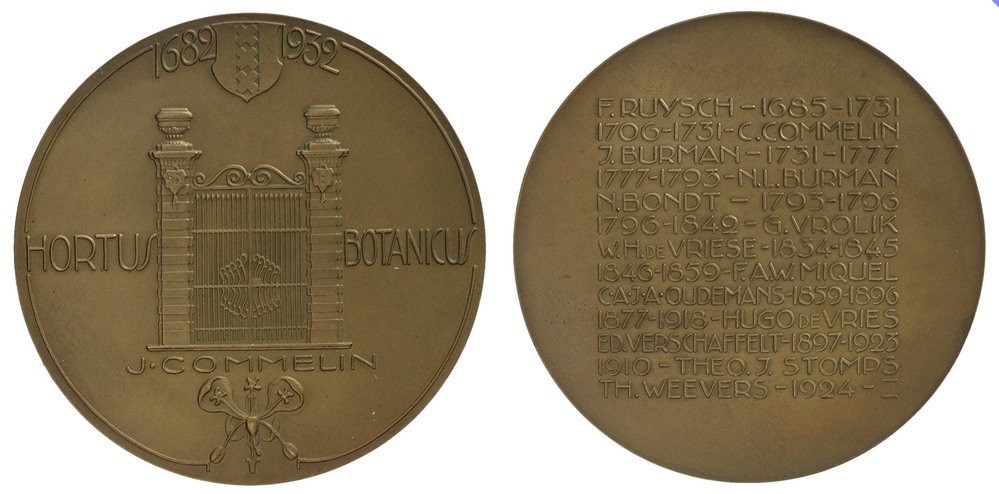 1682 1932
HORTUS BOTANICUS
J·COMMELIN
F. RUYSCH – 1685–1731
1706–1731–C. COMMELIN
J. BURMAN – 1731–1777
1777–1793–N.L. BURMAN
N. BONDT – 1793–1796
1796–1842– G. VROLIK
W.H. DE VRIESE–1834–1845
1846–1859–F.A.W. MIQUEL
C·A·J·A·OUDEMANS–1859–1896
1877–1918–HUGO DE VRIES
ED. VERSCHAFFELT–1897–1923
1910 – THEO. J. STOMPS
TH. WEEVERS –1924 –